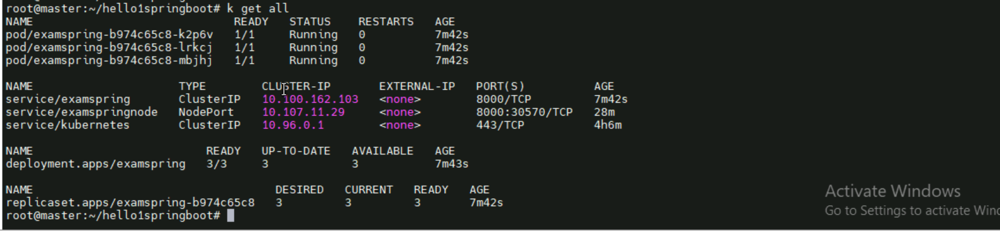 root@master:~/hello1springboot# k get all
NAME READY STATUS RESTARTS AGE
pod/examspring-b974c65c8-k2p6v 1/1 Running 0 7m42s
pod/examspring-b974c65c8-lrkcj 1/1 Running 0 7m42s
pod/examspring-b974c65c8-mbjhj 1/1 Running 0 7m42s
NAME TYPE CLUSTER-IP EXTERNAL-IP PORT(S) AGE
service/examspring ClusterIP 10.100.162.103 <none> 8000/TCP 7m42s
service/examspringnode NodePort 10.107.11.29 <none> 8000:30570/TCP 28m
service/kubernetes ClusterIP 10.96.0.1 <none> 443/TCP 4h6m
NAME READY UP-TO-DATE AVAILABLE AGE
deployment.apps/examspring 3/3 3 3 7m43s
NAME DESIRED CURRENT READY AGE
replicaset.apps/examspring-b974c65c8 3 3 3 7m42s
root@master:~/hello1springboot#
Activate Windows
Go to Settings to activate